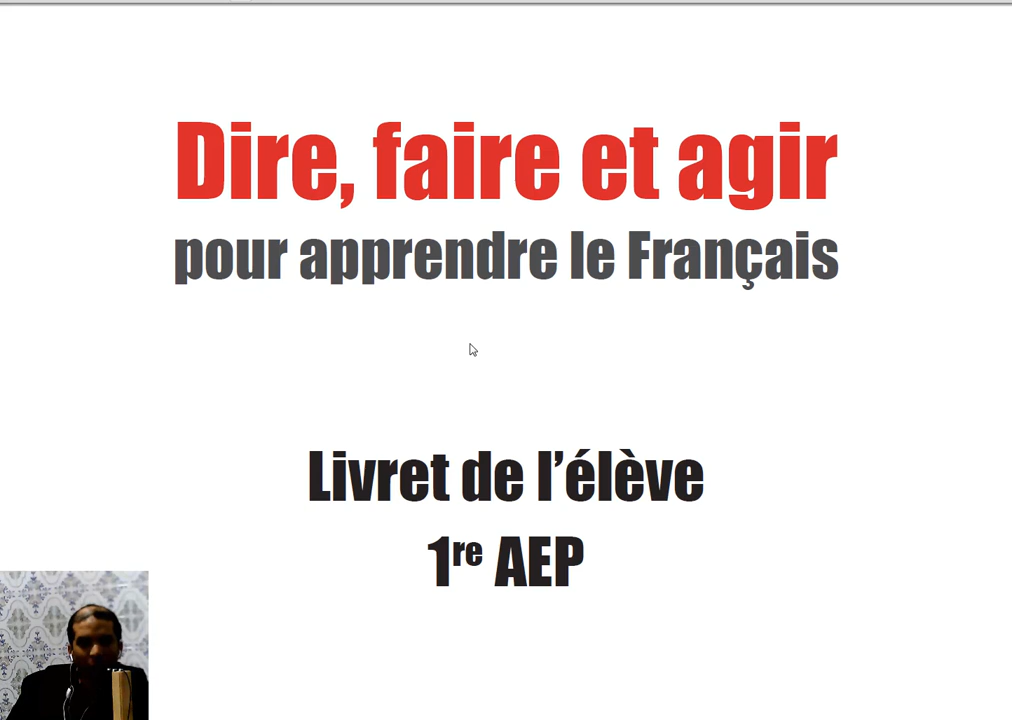 Dire, faire et agir
pour apprendre le Français
Livret de l’élève
1re AEP